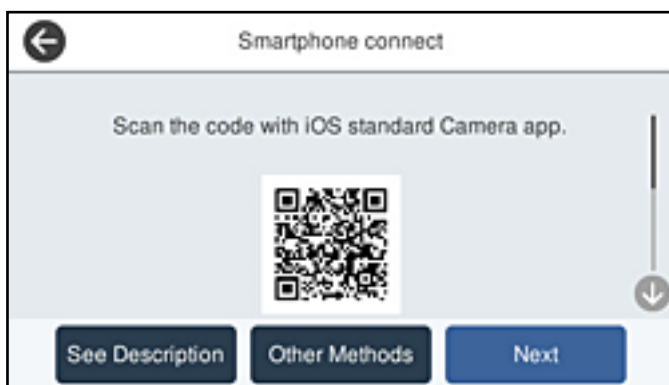 Smartphone connect
Scan the code with iOS standard Camera app.
See Description
Other Methods
Next